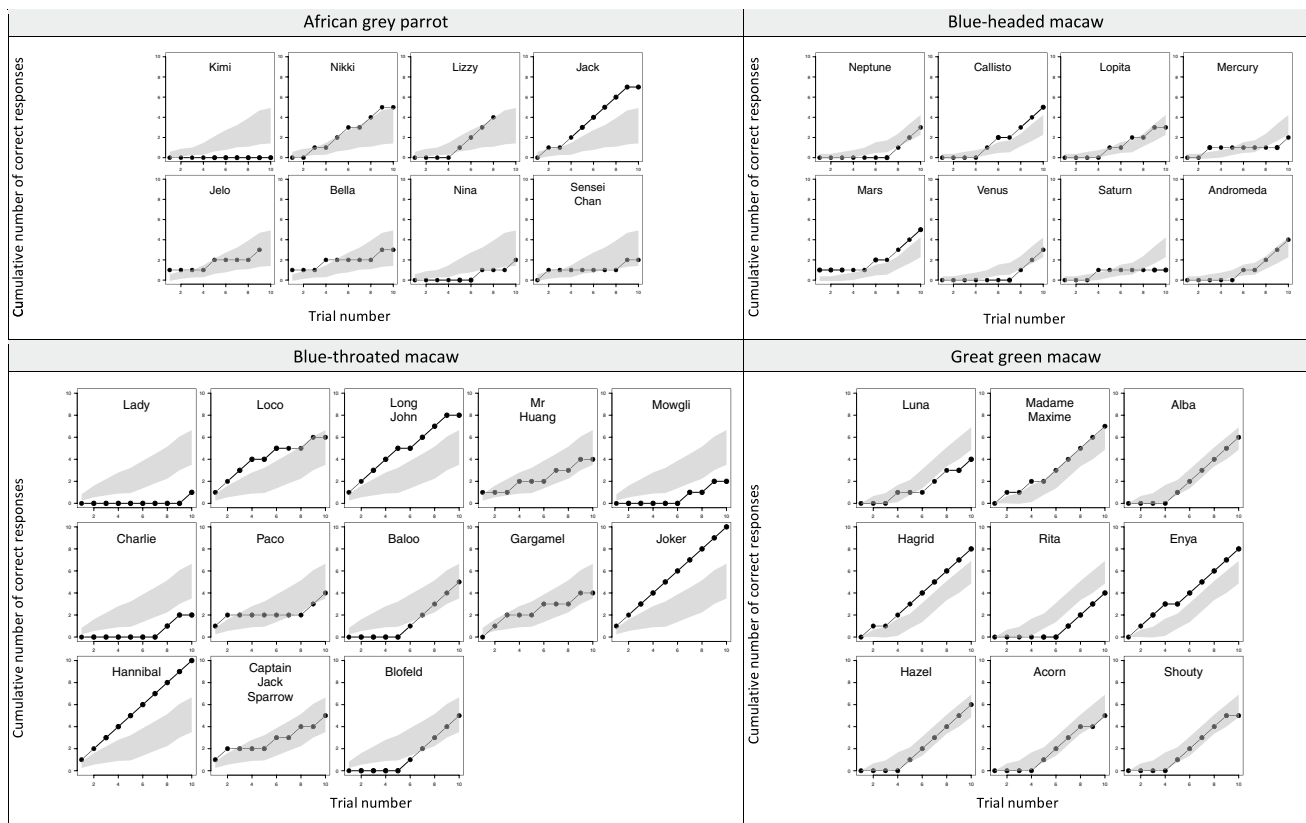 African grey parrot
Cumulative number of correct responses
Kimi
Nikki
Lizzy
Jack
Jelo
Bella
Nina
Sensei
Chan
Trial number
Blue-headed macaw
Cumulative number of correct responses
Neptune
Callisto
Lopita
Mercury
Mars
Venus
Saturn
Andromeda
Trial number
Blue-throated macaw
Cumulative number of correct responses
Lady
Loco
Long
John
Mr
Huang
Mowgli
Charlie
Paco
Baloo
Gargamel
Joker
Hannibal
Captain
Jack
Sparrow
Blofeld
Trial number
Great green macaw
Cumulative number of correct responses
Luna
Madame
Maxime
Alba
Hagrid
Rita
Enya
Hazel
Acorn
Shouty
Trial number